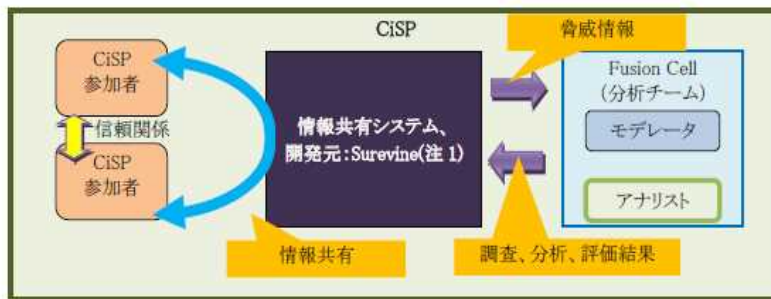 CiSP
脅威情報
CiSP
参加者
信頼関係
CiSP
参加者
情報共有システム、
開発元:Surevine(注1)
Fusion Cell
(分析チーム)
モデレータ
アナリスト
情報共有
調査、分析、評価結果